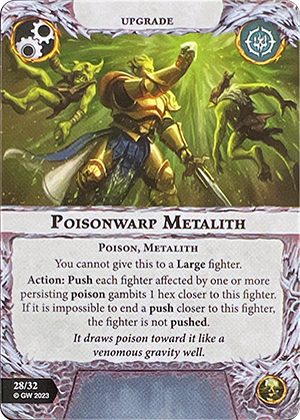 UPGRADE
POISONWARP METALITH
POISON, METALITH
You cannot give this to a Large fighter.
Action: Push each fighter affected by one or more
persisting poison gambits 1 hex closer to this fighter.
If it is impossible to end a push closer to this fighter,
the fighter is not pushed.
It draws poison toward it like a
venomous gravity well.
28/32
© GW 2023